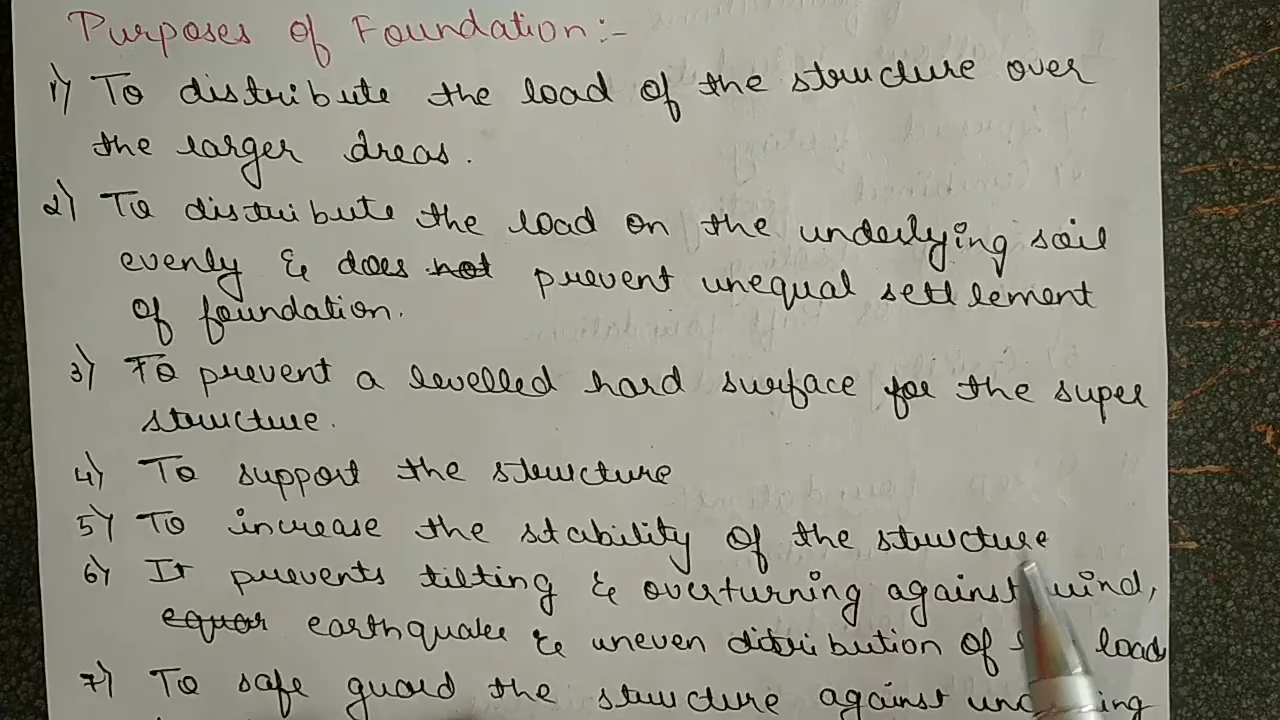 Purposes of Foundation:-
1) To distribute the load of the structure over
the larger areas.
2) To distribute the load on the underlying soil
evenly & does not prevent unequal settlement
of foundation.
3) To prevent a levelled hard surface for the super
structure.
4) To support the structure
5) To increase the stability of the structure
6) It prevents tilting & overturning against wind,
earthquake & uneven ditribution of load
7) To safe guard the structure against